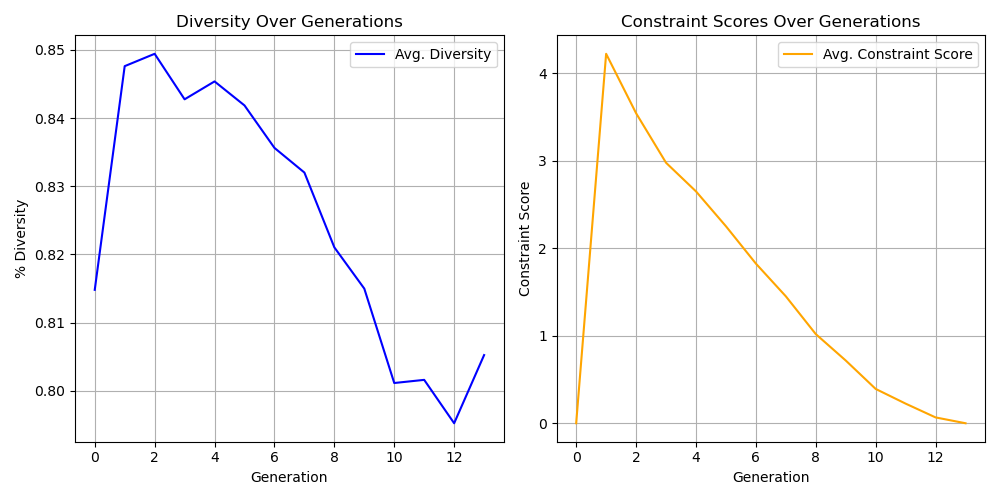 Diversity Over Generations
Avg. Diversity
0.85
0.84
0.83
0.82
0.81
0.80
% Diversity
0 2 4 6 8 10 12
Generation
Constraint Scores Over Generations
Avg. Constraint Score
4
3
2
1
0
Constraint Score
0 2 4 6 8 10 12
Generation